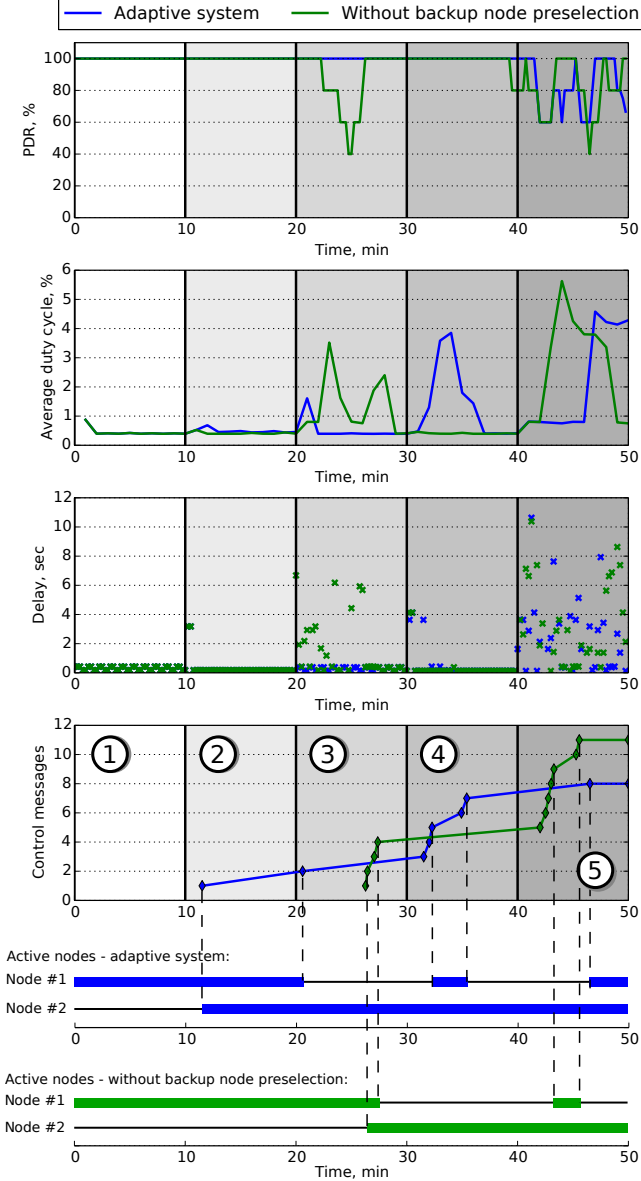 Adaptive system
Without backup node preselection
100
80
60
40
20
0
PDR, %
0 10 20 30 40 50
Time, min
6
5
4
3
2
1
0
Average duty cycle, %
0 10 20 30 40 50
Time, min
12
10
8
6
4
2
0
Delay, sec
0 10 20 30 40 50
Time, min
12
10
8
6
4
2
0
Control messages
1 2 3 4
5
0 10 20 30 40 50
Active nodes - adaptive system:
Node #1
Node #2
0 10 20 30 40 50
Active nodes - without backup node preselection:
Node #1
Node #2
0 10 20 30 40 50
Time, min